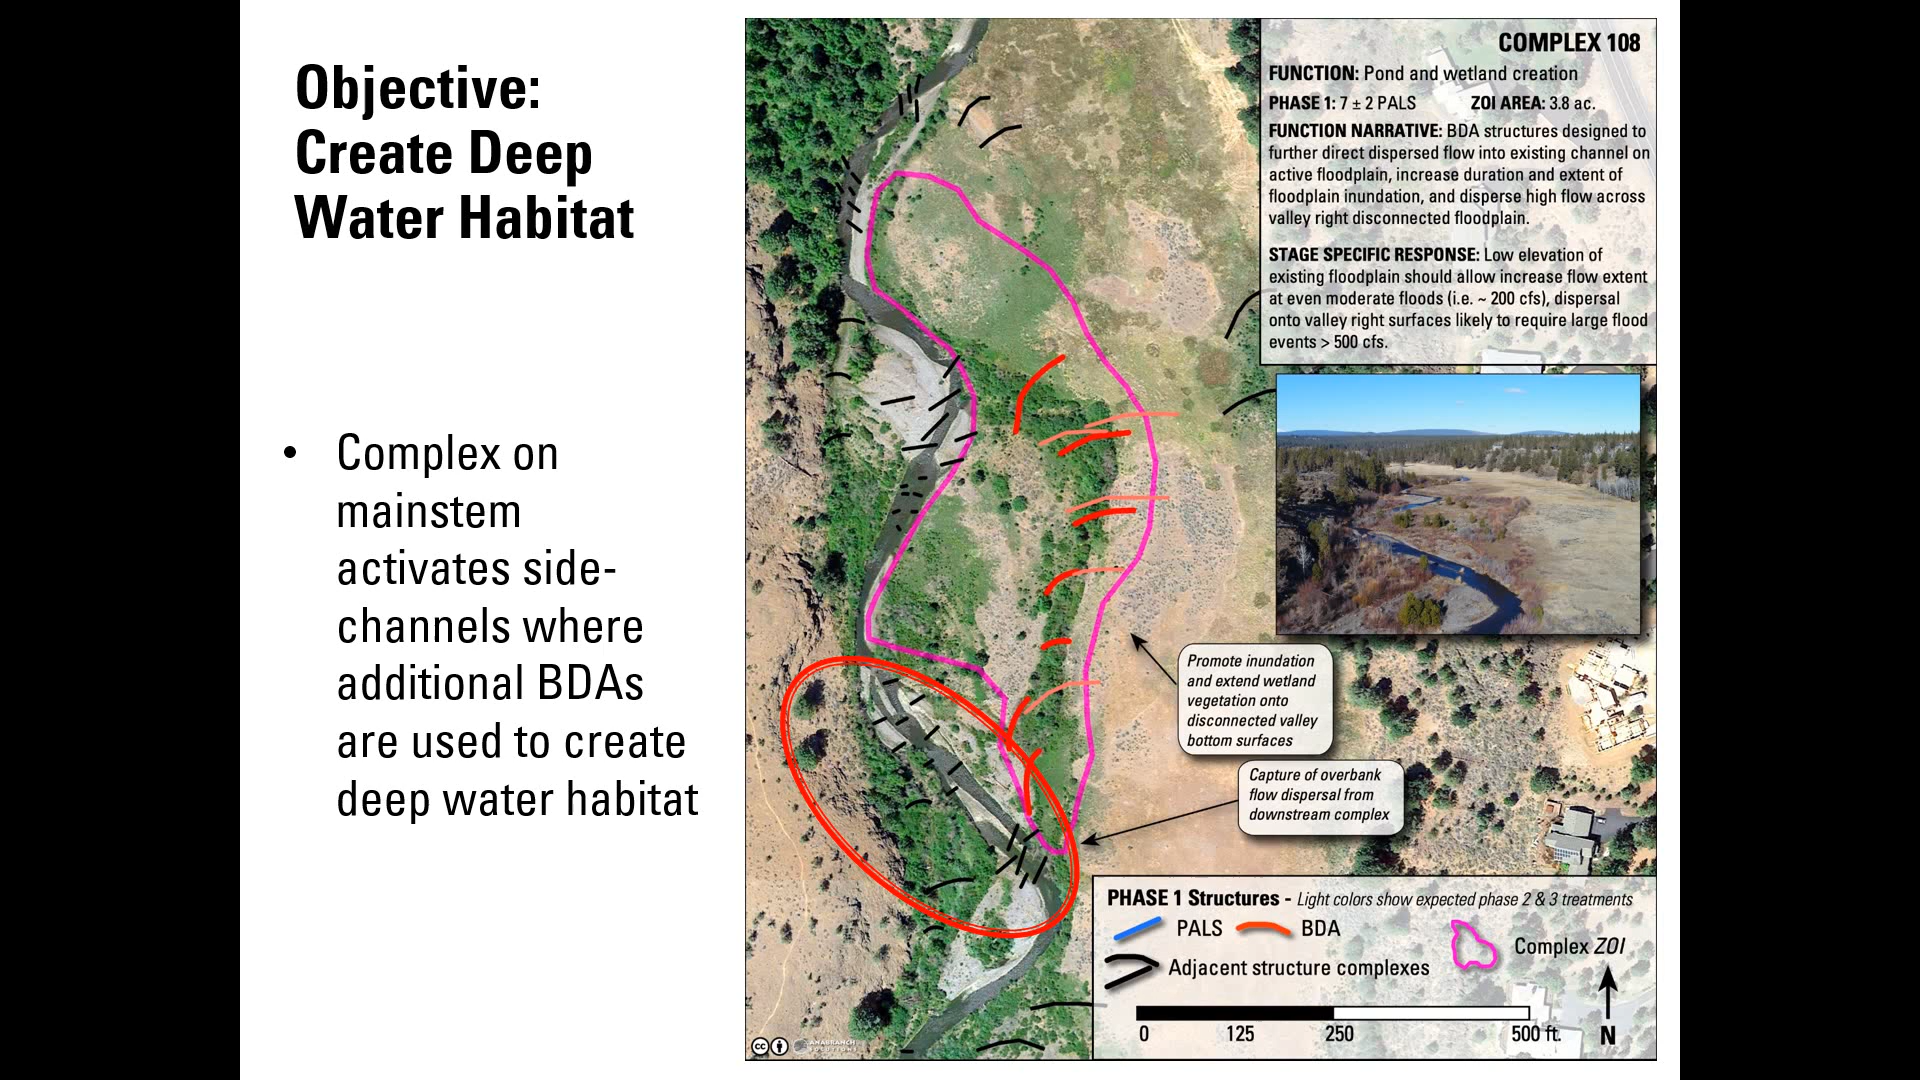 Objective:
Create Deep
Water Habitat
• Complex on
mainstem
activates side-
channels where
additional BDAs
are used to create
deep water habitat
COMPLEX 108
FUNCTION: Pond and wetland creation
PHASE 1: 7 ± 2 PALS ZOI AREA: 3.8 ac.
FUNCTION NARRATIVE: BDA structures designed to
further direct dispersed flow into existing channel on
active floodplain, increase duration and extent of
floodplain inundation, and disperse high flow across
valley right disconnected floodplain.
STAGE SPECIFIC RESPONSE: Low elevation of
existing floodplain should allow increase flow extent
at even moderate floods (i.e. ~ 200 cfs), dispersal
onto valley right surfaces likely to require large flood
events > 500 cfs.
Promote inundation
and extend wetland
vegetation onto
disconnected valley
bottom surfaces
Capture of overbank
flow dispersal from
downstream complex
PHASE 1 Structures - Light colors show expected phase 2 & 3 treatments
PALS BDA
Complex ZOI
Adjacent structure complexes
0 125 250 500 ft.
N
cc
ANABRANCH
SOLUTIONS